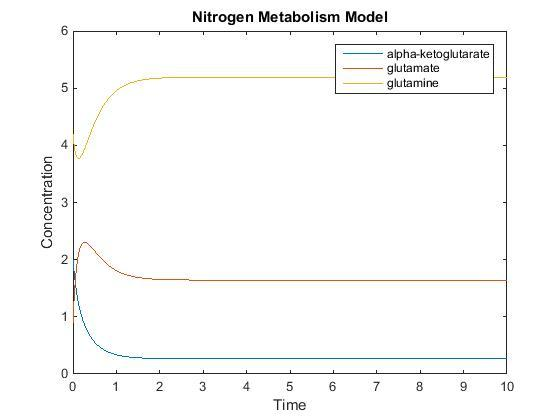 Nitrogen Metabolism Model
6
5
4
3
2
1
0
Concentration
alpha-ketoglutarate
glutamate
glutamine
0 1 2 3 4 5 6 7 8 9 10
Time